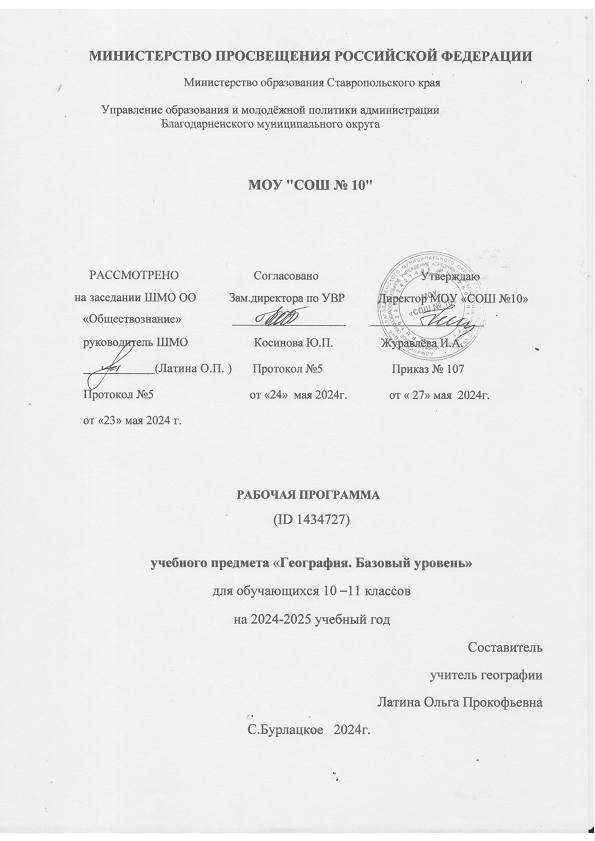 МИНИСТЕРСТВО ПРОСВЕЩЕНИЯ РОССИЙСКОЙ ФЕДЕРАЦИИ
Министерство образования Ставропольского края
Управление образования и молодёжной политики администрации
Благодарненского муниципального округа
МОУ "СОШ № 10"
РАССМОТРЕНО Согласовано Утверждаю
на заседании ШМО ОО Зам.директора по УВР Директор МОУ «СОШ №10»
«Обществознание»
руководитель ШМО Косинова Ю.П. Журавлёва И.А.
(Латина О.П. ) Протокол №5 Приказ № 107
Протокол №5 от «24» мая 2024г. от « 27» мая 2024г.
от «23» мая 2024 г.
МОУ
«СОШ № 10»
РАБОЧАЯ ПРОГРАММА
(ID 1434727)
учебного предмета «География. Базовый уровень»
для обучающихся 10 –11 классов
на 2024-2025 учебный год
Составитель
учитель географии
Латина Ольга Прокофьевна
С.Бурлацкое 2024г.